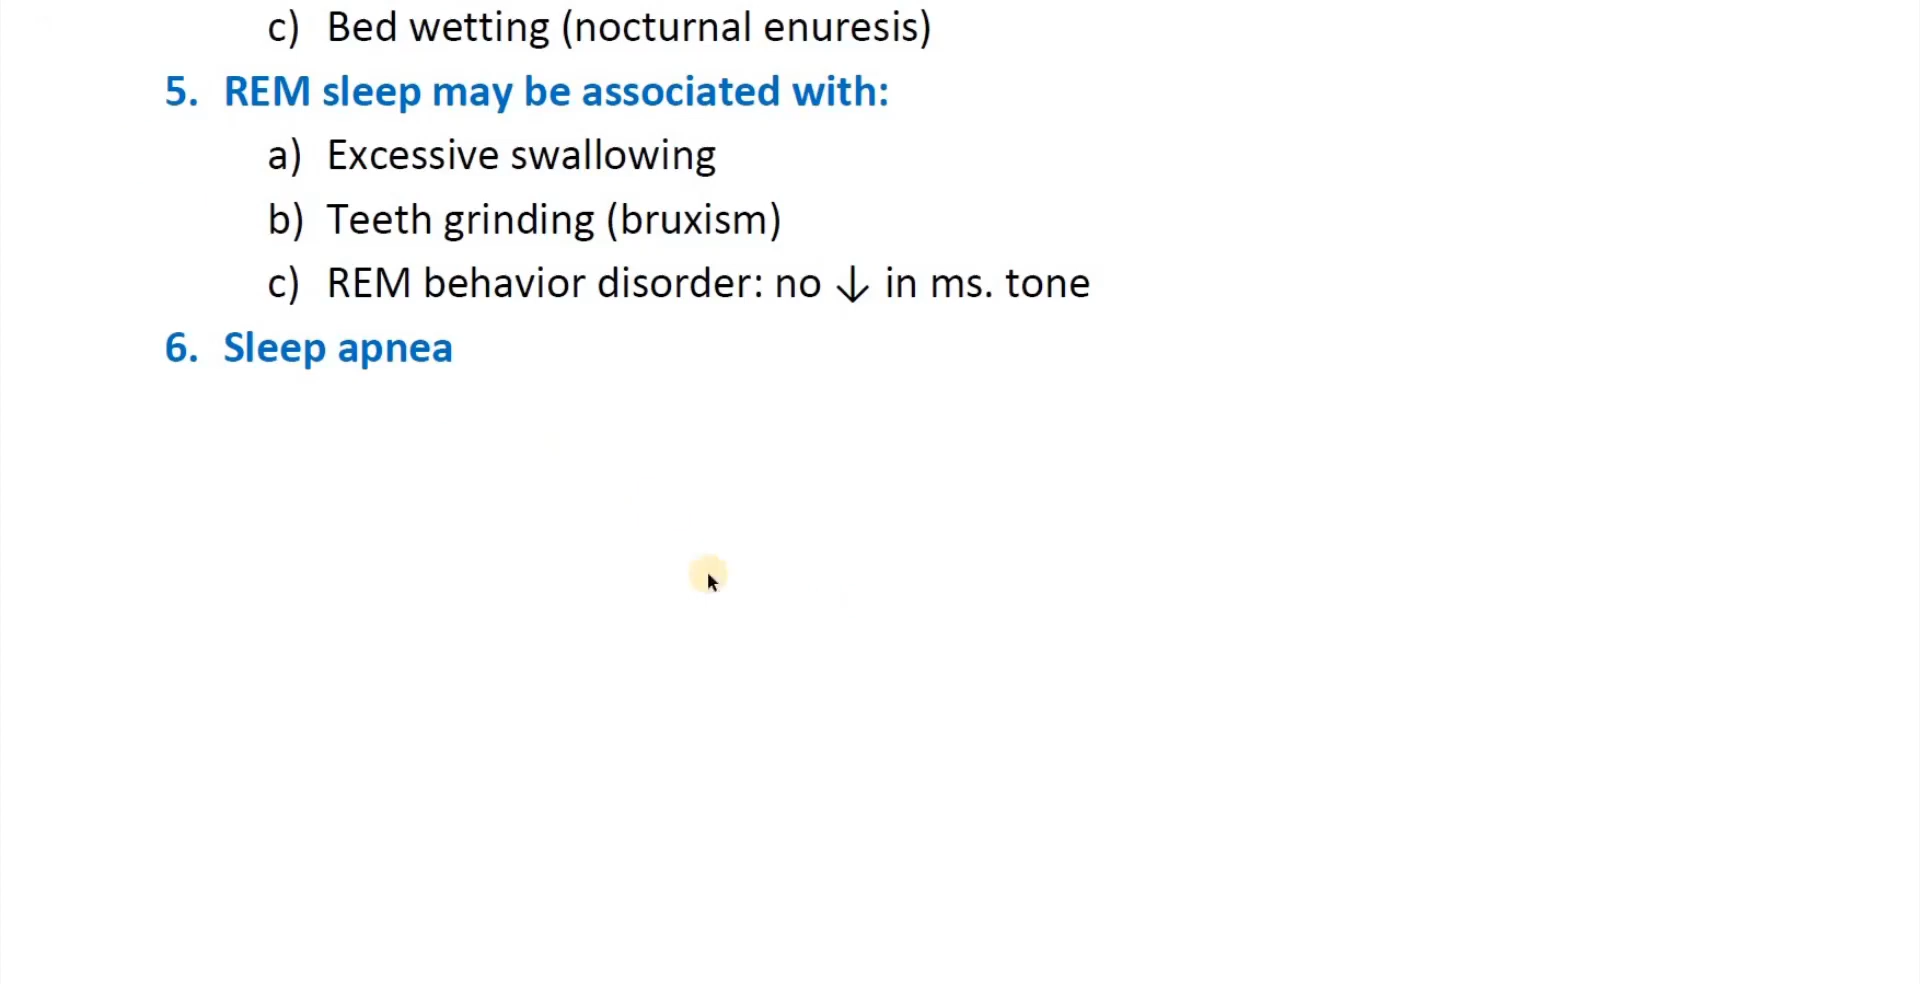 c) Bed wetting (nocturnal enuresis)
5. REM sleep may be associated with:
a) Excessive swallowing
b) Teeth grinding (bruxism)
c) REM behavior disorder: no ↓ in ms. tone
6. Sleep apnea